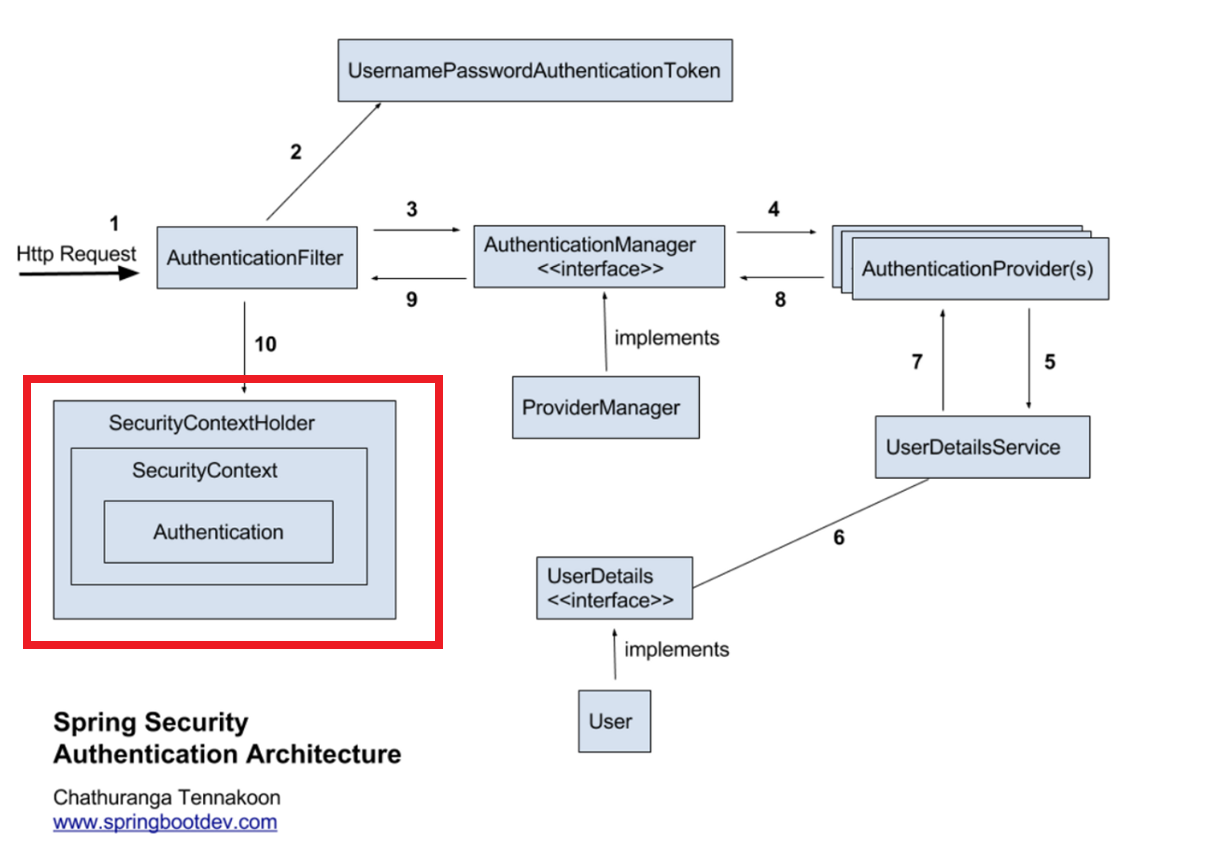 UsernamePasswordAuthenticationToken
2
1
3
4
Http Request
AuthenticationFilter
AuthenticationManager
<<interface>>
AuthenticationProvider(s)
9
8
10
implements
7
5
ProviderManager
SecurityContextHolder
SecurityContext
Authentication
UserDetailsService
6
UserDetails
<<interface>>
implements
User
Spring Security
Authentication Architecture
Chathuranga Tennakoon
www.springbootdev.com